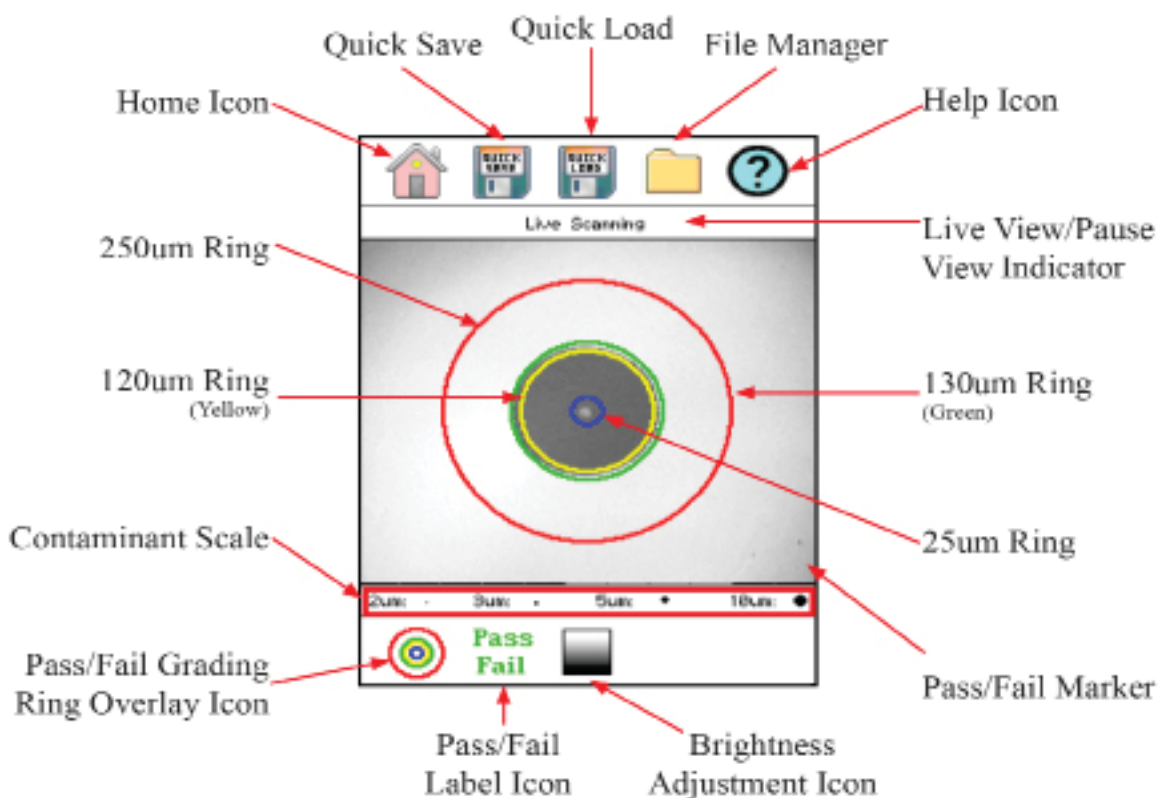 Quick Save
Quick Load
File Manager
Home Icon
Help Icon
QUICK
SAVE
QUICK
LOAD
?
Live Scanning
Live View/Pause
View Indicator
250um Ring
120um Ring
(Yellow)
130um Ring
(Green)
Contaminant Scale
25um Ring
2um:
3um:
5um:
10um:
Pass/Fail Grading
Ring Overlay Icon
Pass
Fail
Pass/Fail Marker
Pass/Fail
Label Icon
Brightness
Adjustment Icon